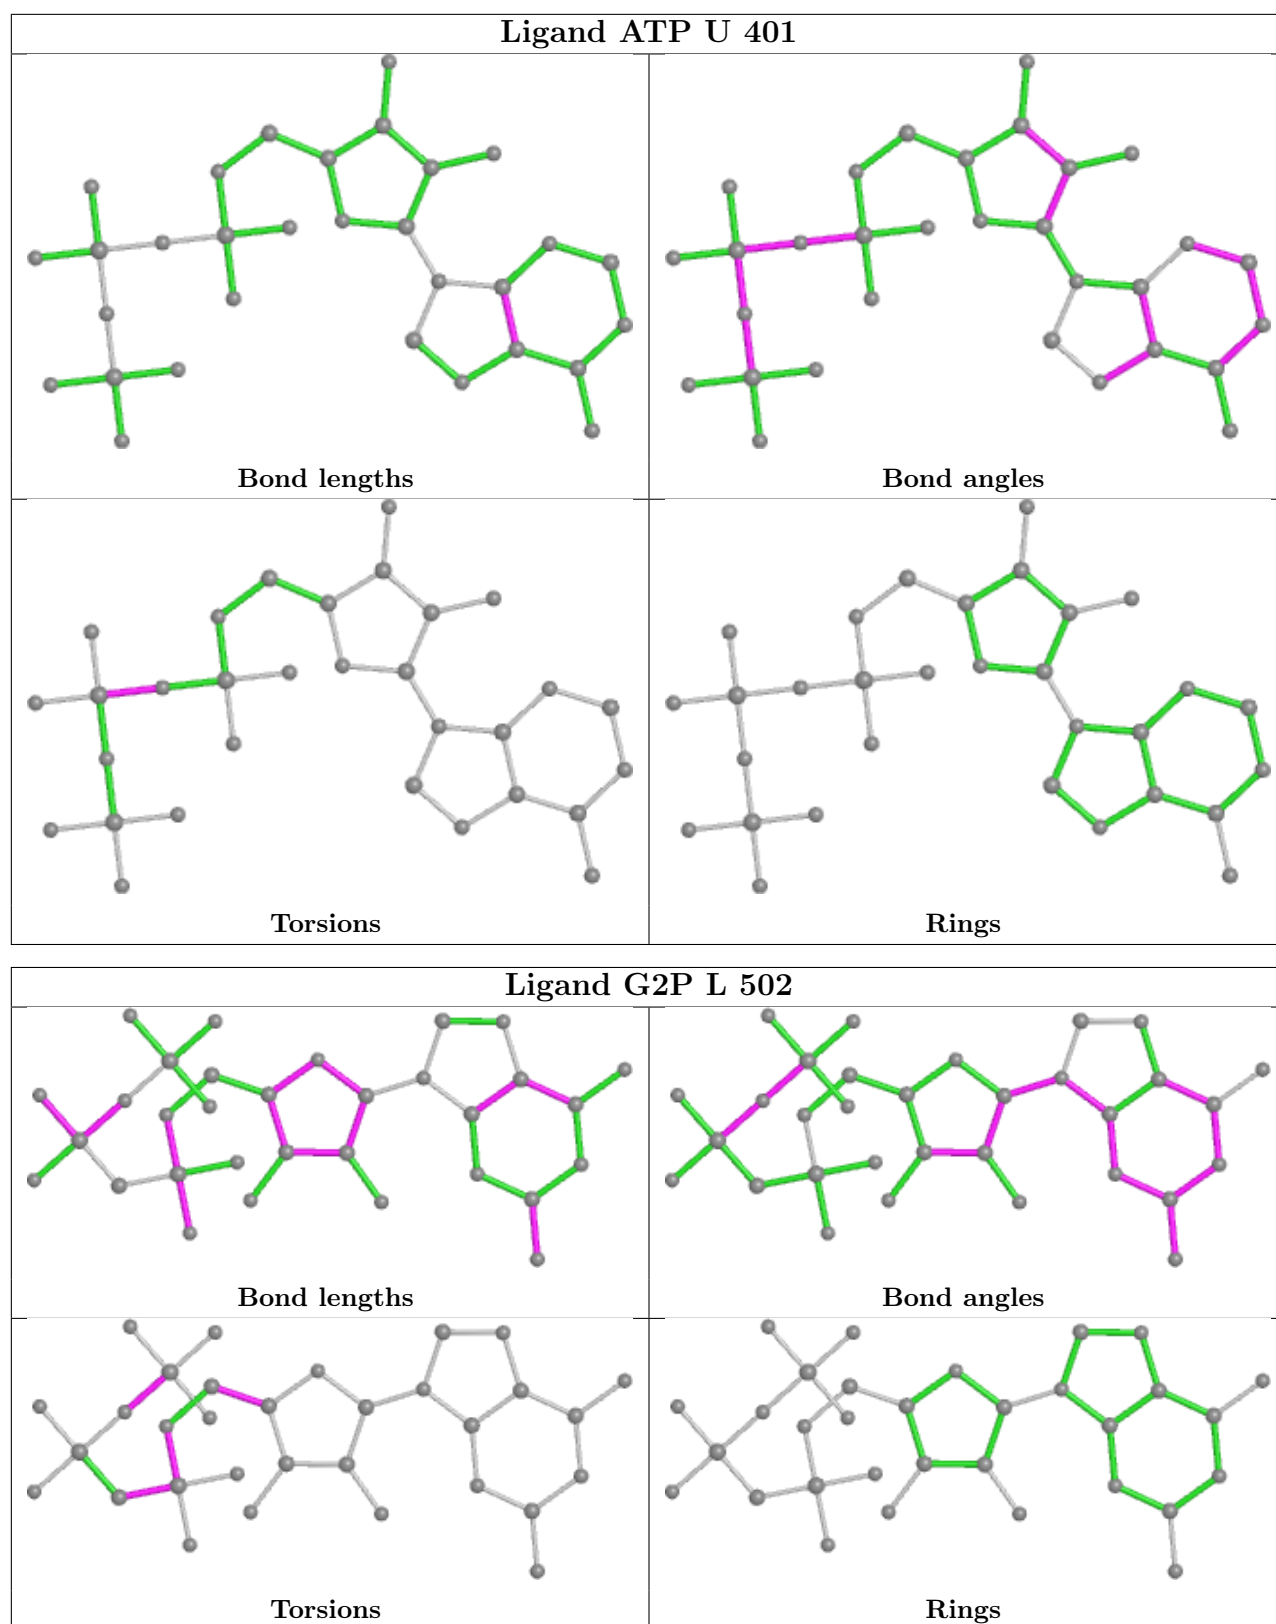 Ligand ATP U 401
Bond lengths
Bond angles
Torsions
Rings
Ligand G2P L 502
Bond lengths
Bond angles
Torsions
Rings